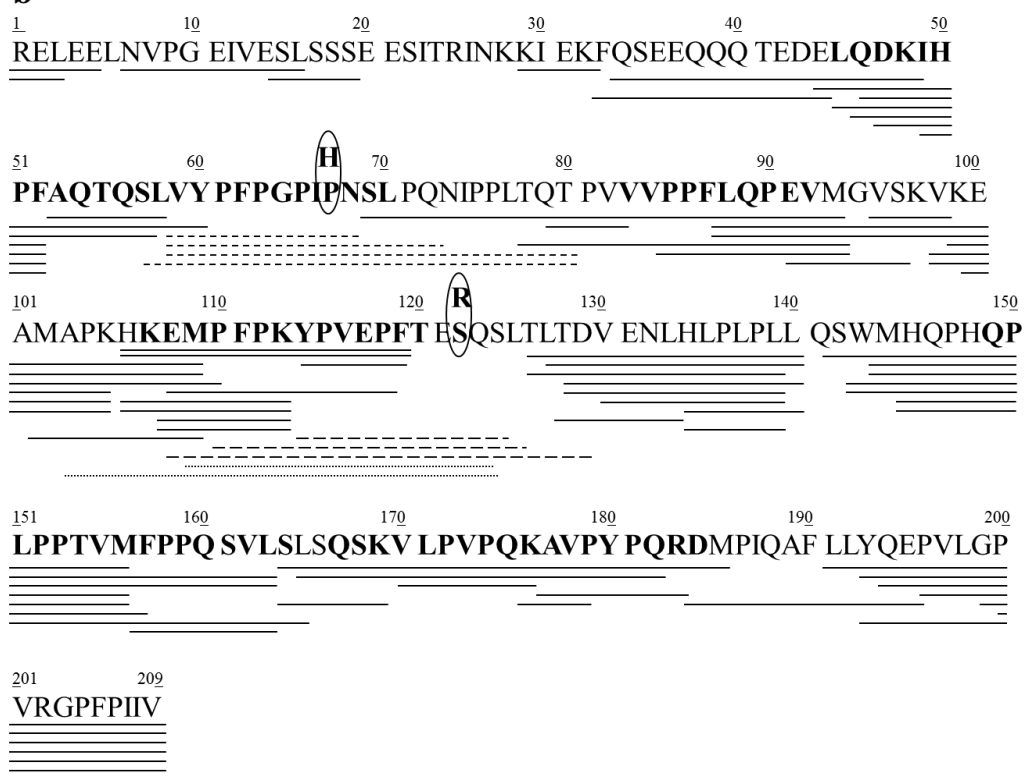 b
1 10 20 30 40 50
RELEELNVPG EIVESLSSSE ESITRINKKI EKFQSEEQQQ TEDELQDKIH
H
51 60 70 80 90 100
PFAQTQSLVY PFPGPIPNSL PQNIPPLTQT PVVVPPFLQP EVMGVSKVKE
R
101 110 120 130 140 150
AMAPKHKEMP FPKYPVEPFT ESQSLTLTDV ENLHLPLPLL QSWMHQPHQP
151 160 170 180 190 200
LPPTVMFPPQ SVLSLSQSKV LPVPQKAVPY PQRDMPIQAF LLYQEPVLGP
201 209
VRGPFPIIV